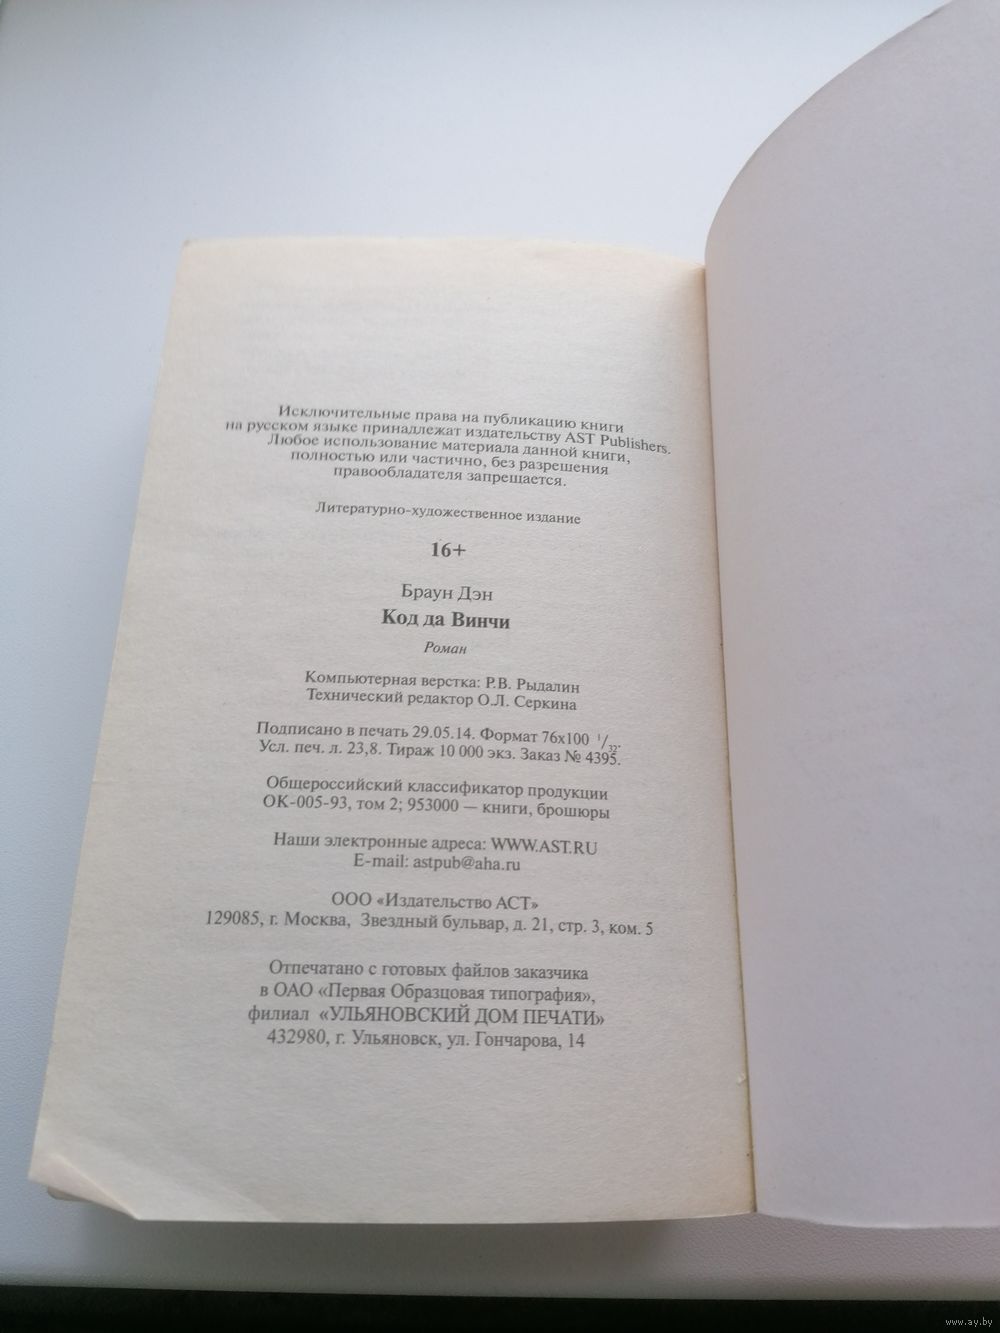 Исключительные права на публикацию книги
на русском языке принадлежат издательству AST Publishers.
Любое использование материала данной книги,
полностью или частично, без разрешения
правообладателя запрещается.
Литературно-художественное издание
16+
Браун Дэн
Код да Винчи
Роман
Компьютерная верстка: Р.В. Рыдалин
Технический редактор О.Л. Серкина
Подписано в печать 29.05.14. Формат 76x100 1/32.
Усл. печ. л. 23,8. Тираж 10 000 экз. Заказ № 4395.
Общероссийский классификатор продукции
ОК-005-93, том 2; 953000 — книги, брошюры
Наши электронные адреса: WWW.AST.RU
E-mail: astpub@aha.ru
ООО «Издательство АСТ»
129085, г. Москва, Звездный бульвар, д. 21, стр. 3, ком. 5
Отпечатано с готовых файлов заказчика
в ОАО «Первая Образцовая типография»,
филиал «УЛЬЯНОВСКИЙ ДОМ ПЕЧАТИ»
432980, г. Ульяновск, ул. Гончарова, 14
www.ay.by